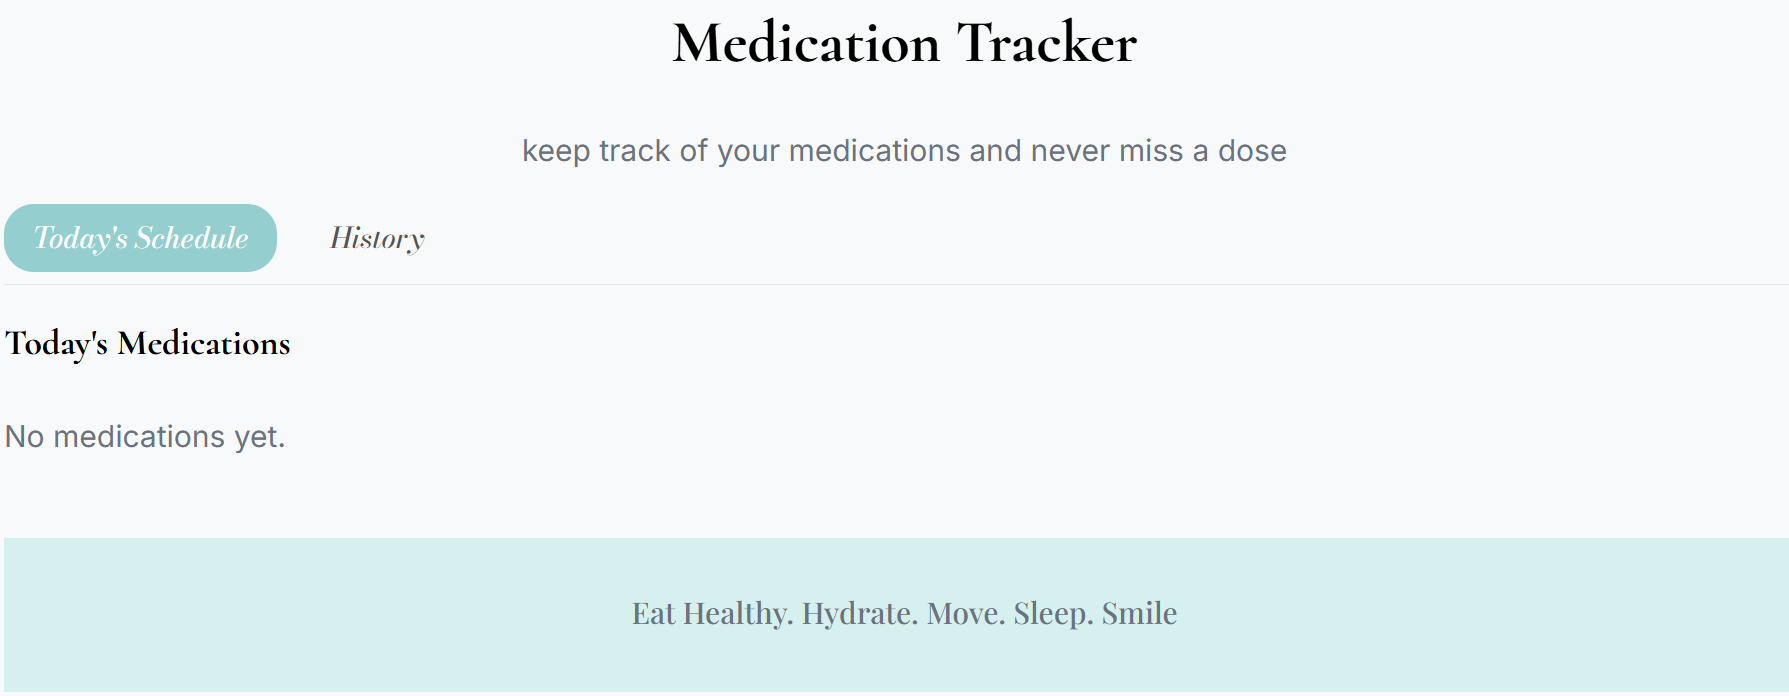 Medication Tracker
keep track of your medications and never miss a dose
Today's Schedule
History
Today's Medications
No medications yet.
Eat Healthy. Hydrate. Move. Sleep. Smile